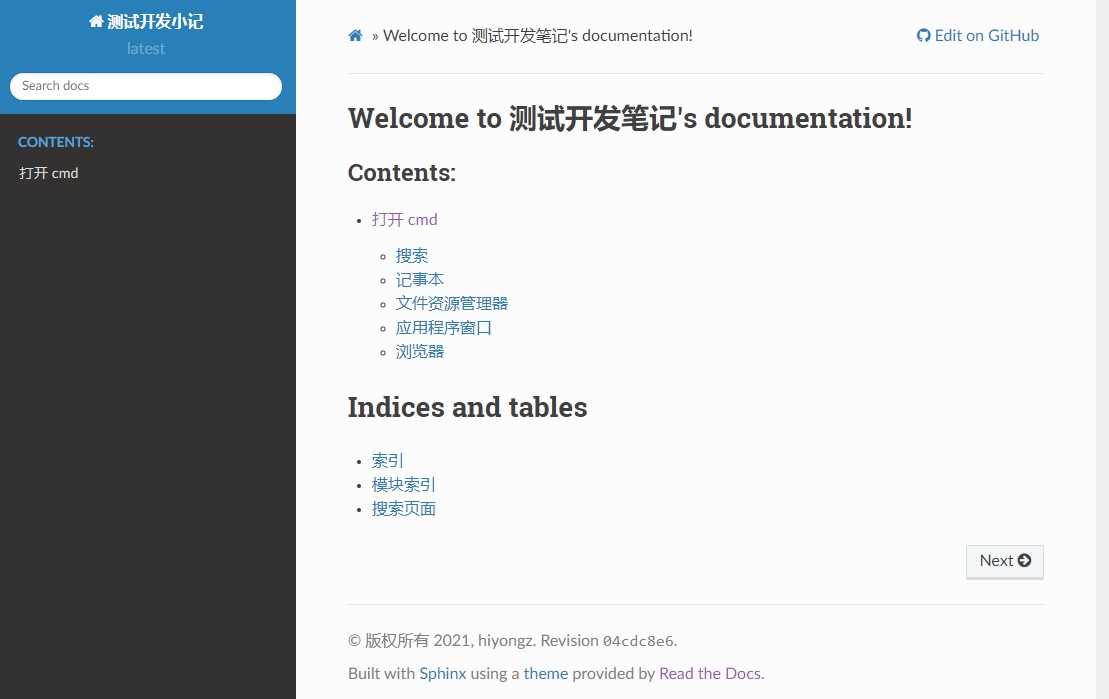 测试开发小记
latest
Search docs
CONTENTS:
打开 cmd
» Welcome to 测试开发笔记's documentation!
Edit on GitHub
Welcome to 测试开发笔记's documentation!
Contents:
打开 cmd
搜索
记事本
文件资源管理器
应用程序窗口
浏览器
Indices and tables
索引
模块索引
搜索页面
Next
© 版权所有 2021, hiyongz. Revision 04cdc8e6.
Built with Sphinx using a theme provided by Read the Docs.